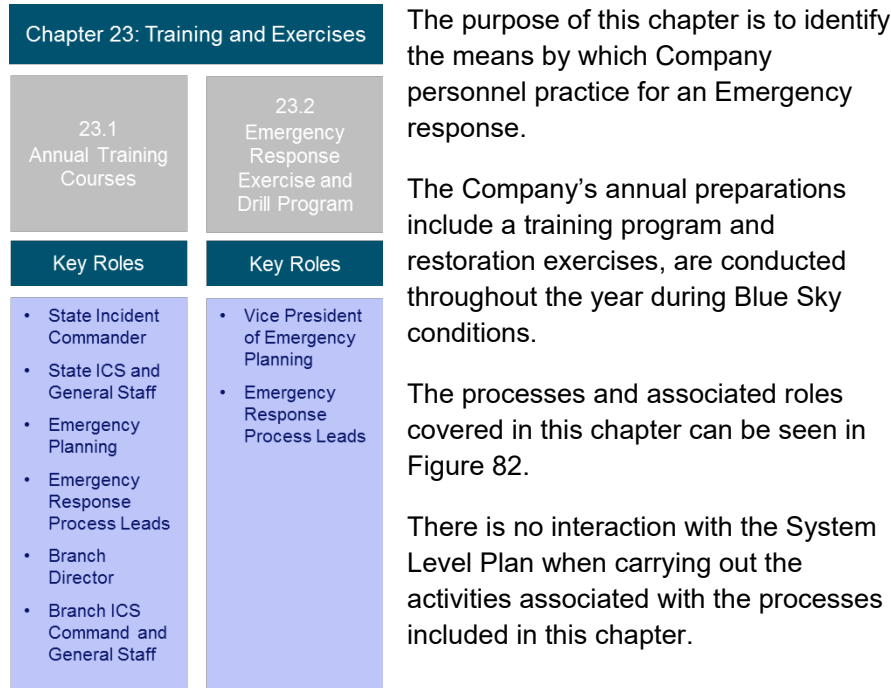 Chapter 23: Training and Exercises
23.1
Annual Training
Courses
Key Roles
• State Incident
Commander
• State ICS and
General Staff
• Emergency
Planning
• Emergency
Response
Process Leads
• Branch
Director
• Branch ICS
Command and
General Staff
23.2
Emergency
Response
Exercise and
Drill Program
Key Roles
• Vice President
of Emergency
Planning
• Emergency
Response
Process Leads
The purpose of this chapter is to identify
the means by which Company
personnel practice for an Emergency
response.
The Company’s annual preparations
include a training program and
restoration exercises, are conducted
throughout the year during Blue Sky
conditions.
The processes and associated roles
covered in this chapter can be seen in
Figure 82.
There is no interaction with the System
Level Plan when carrying out the
activities associated with the processes
included in this chapter.